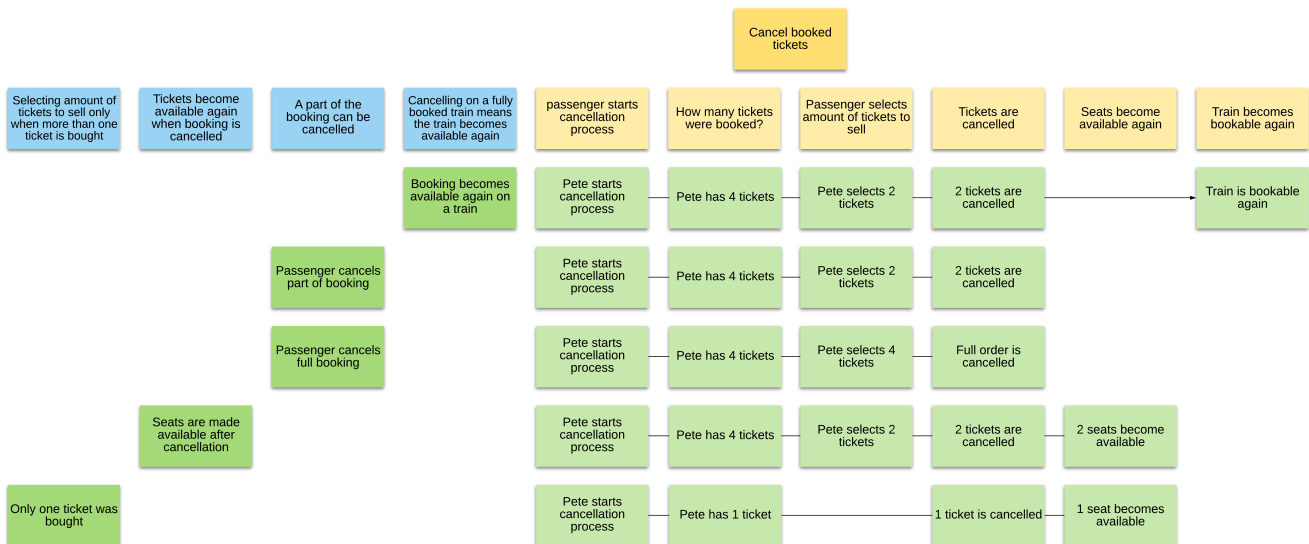 Cancel booked
tickets
Selecting amount of
tickets to sell only
when more than one
ticket is bought
Tickets become
available again
when booking is
cancelled
A part of the
booking can be
cancelled
Cancelling on a fully
booked train means
the train becomes
available again
passenger starts
cancellation
process
How many tickets
were booked?
Passenger selects
amount of tickets to
sell
Tickets are
cancelled
Seats become
available again
Train becomes
bookable again
Booking becomes
available again on
a train
Pete starts
cancellation
process
Pete has 4 tickets
Pete selects 2
tickets
2 tickets are
cancelled
Train is bookable
again
Passenger cancels
part of booking
Pete starts
cancellation
process
Pete has 4 tickets
Pete selects 2
tickets
2 tickets are
cancelled
Passenger cancels
full booking
Pete starts
cancellation
process
Pete has 4 tickets
Pete selects 4
tickets
Full order is
cancelled
Seats are made
available after
cancellation
Pete starts
cancellation
process
Pete has 4 tickets
Pete selects 2
tickets
2 tickets are
cancelled
2 seats become
available
Only one ticket was
bought
Pete starts
cancellation
process
Pete has 1 ticket
1 ticket is cancelled
1 seat becomes
available